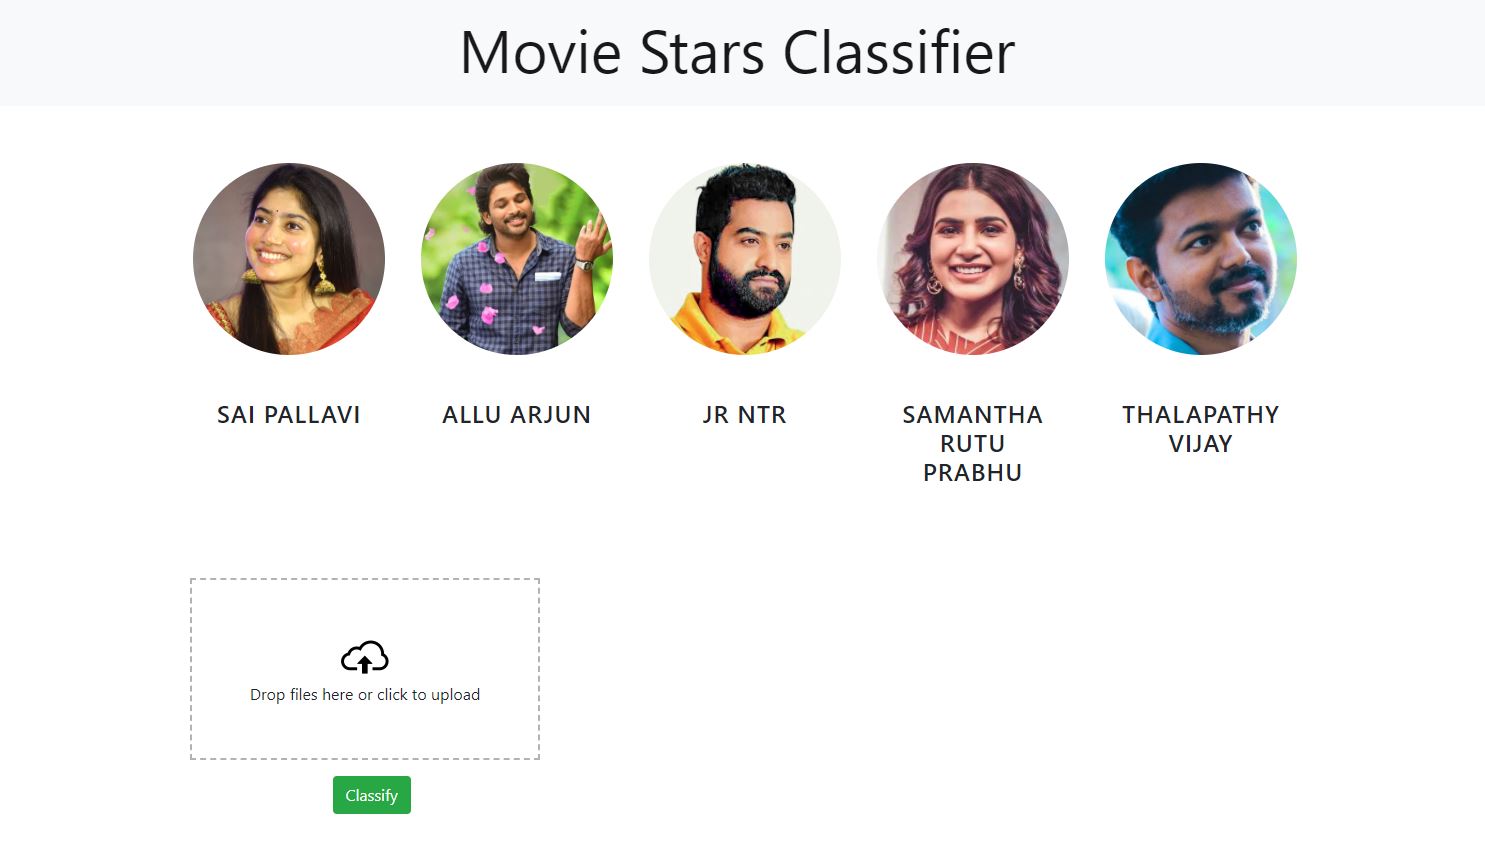 Movie Stars Classifier
SAI PALLAVI
ALLU ARJUN
JR NTR
SAMANTHA
RUTU
PRABHU
THALAPATHY
VIJAY
Drop files here or click to upload
Classify